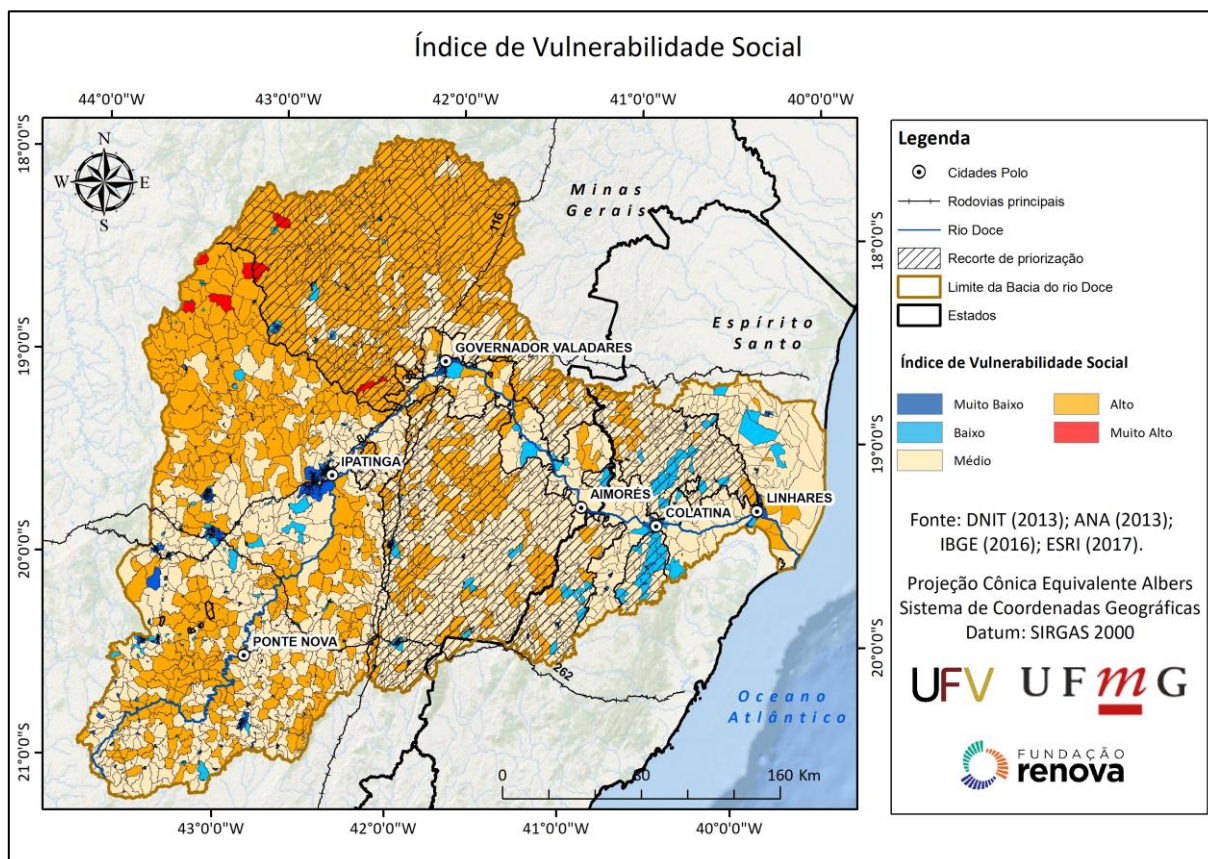 Índice de Vulnerabilidade Social
44°0'0"W 43°0'0"W 42°0'0"W 41°0'0"W 40°0'0"W
18°0'0"S
19°0'0"S
20°0'0"S
21°0'0"S
18°0'0"S
19°0'0"S
20°0'0"S
N
W E
S
Minas
Gerais
116
Espírito
Santo
GOVERNADOR VALADARES
IPATINGA
AIMORÉS
COLATINA
LINHARES
PONTE NOVA
262
Oceano
Atlântico
0 80 160 Km
43°0'0"W 42°0'0"W 41°0'0"W 40°0'0"W
Legenda
Cidades Polo
Rodovias principais
Rio Doce
Recorte de priorização
Limite da Bacia do rio Doce
Estados
Índice de Vulnerabilidade Social
Muito Baixo Alto
Baixo Muito Alto
Médio
Fonte: DNIT (2013); ANA (2013);
IBGE (2016); ESRI (2017).
Projeção Cônica Equivalente Albers
Sistema de Coordenadas Geográficas
Datum: SIRGAS 2000
UFV UFmG
FUNDAÇÃO
renova